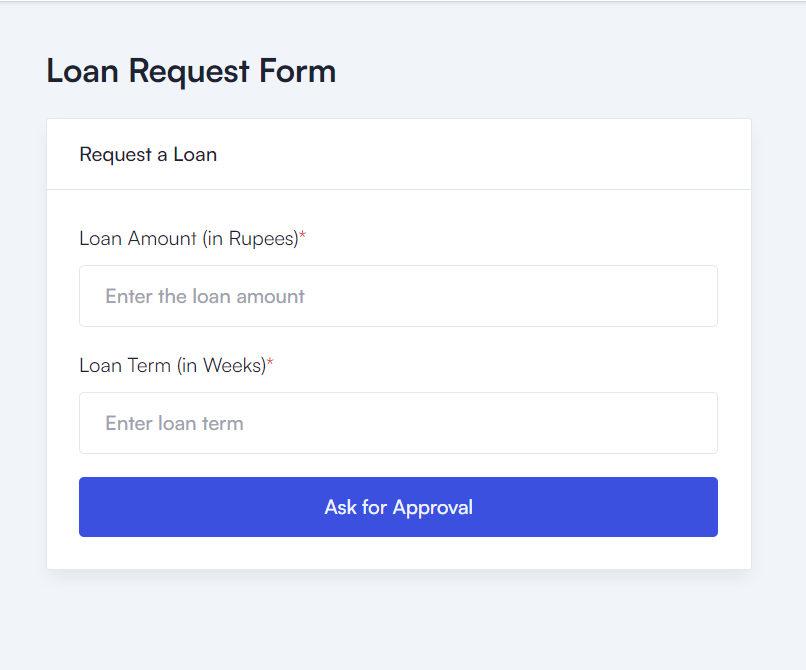 Loan Request Form
Request a Loan
Loan Amount (in Rupees)*
Enter the loan amount
Loan Term (in Weeks)*
Enter loan term
Ask for Approval